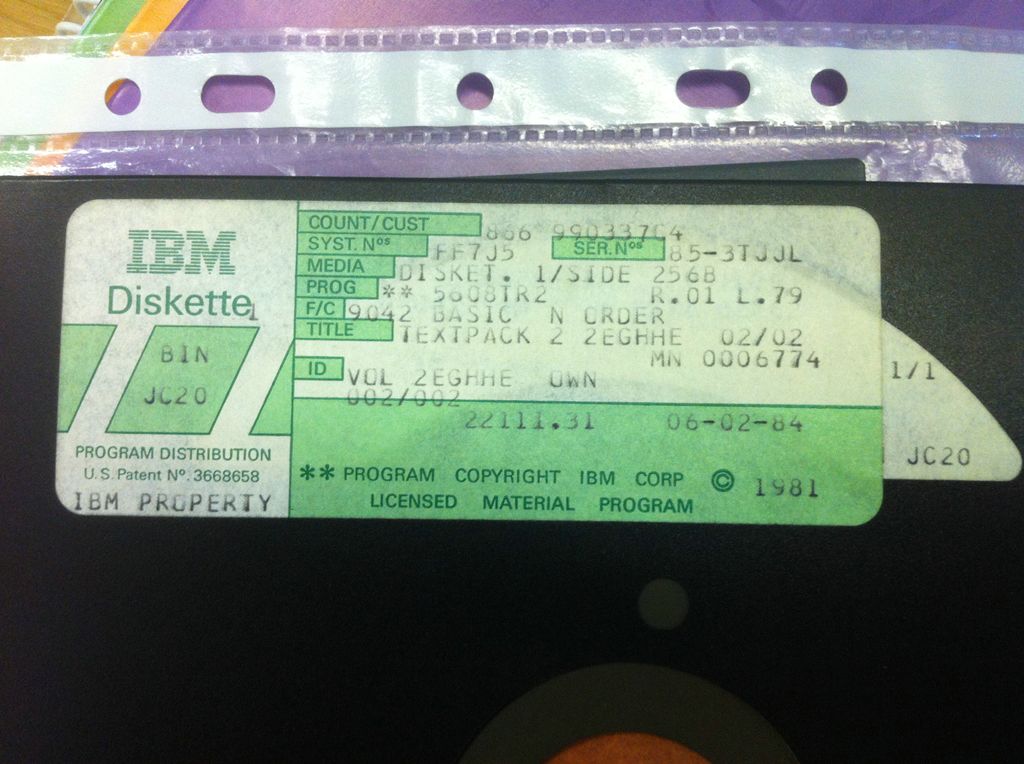 IBM
Diskette 1
BIN
JC20
PROGRAM DISTRIBUTION
U.S. Patent Nº. 3668658
IBM PROPERTY
COUNT/CUST 866 99033764
SYST. Nos FF7J5 SER. Nos 85-3TJJL
MEDIA DISKET. 1/SIDE 256B
PROG ** 5608TR2 R.01 L.79
F/C 9042 BASIC N ORDER
TITLE TEXTPACK 2 2EGHHE 02/02
MN 0006774
ID VOL 2EGHHE OWN
002/002
22111.31 06-02-84
** PROGRAM COPYRIGHT IBM CORP © 1981
LICENSED MATERIAL PROGRAM
1/1
JC20